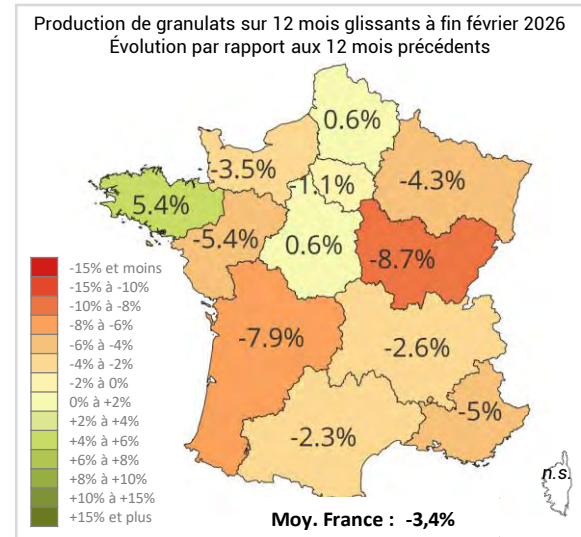 Production de granulats sur 12 mois glissants à fin février 2026
Évolution par rapport aux 12 mois précédents
0.6%
-3.5%
-1.1%
-4.3%
5.4%
-5.4%
0.6%
-8.7%
-15% et moins
-15% à -10%
-10% à -8%
-8% à -6%
-6% à -4%
-4% à -2%
-2% à 0%
0% à +2%
+2% à +4%
+4% à +6%
+6% à +8%
+8% à +10%
+10% à +15%
+15% et plus
-7.9%
-2.6%
-5%
-2.3%
n.s.
Moy. France : -3,4%